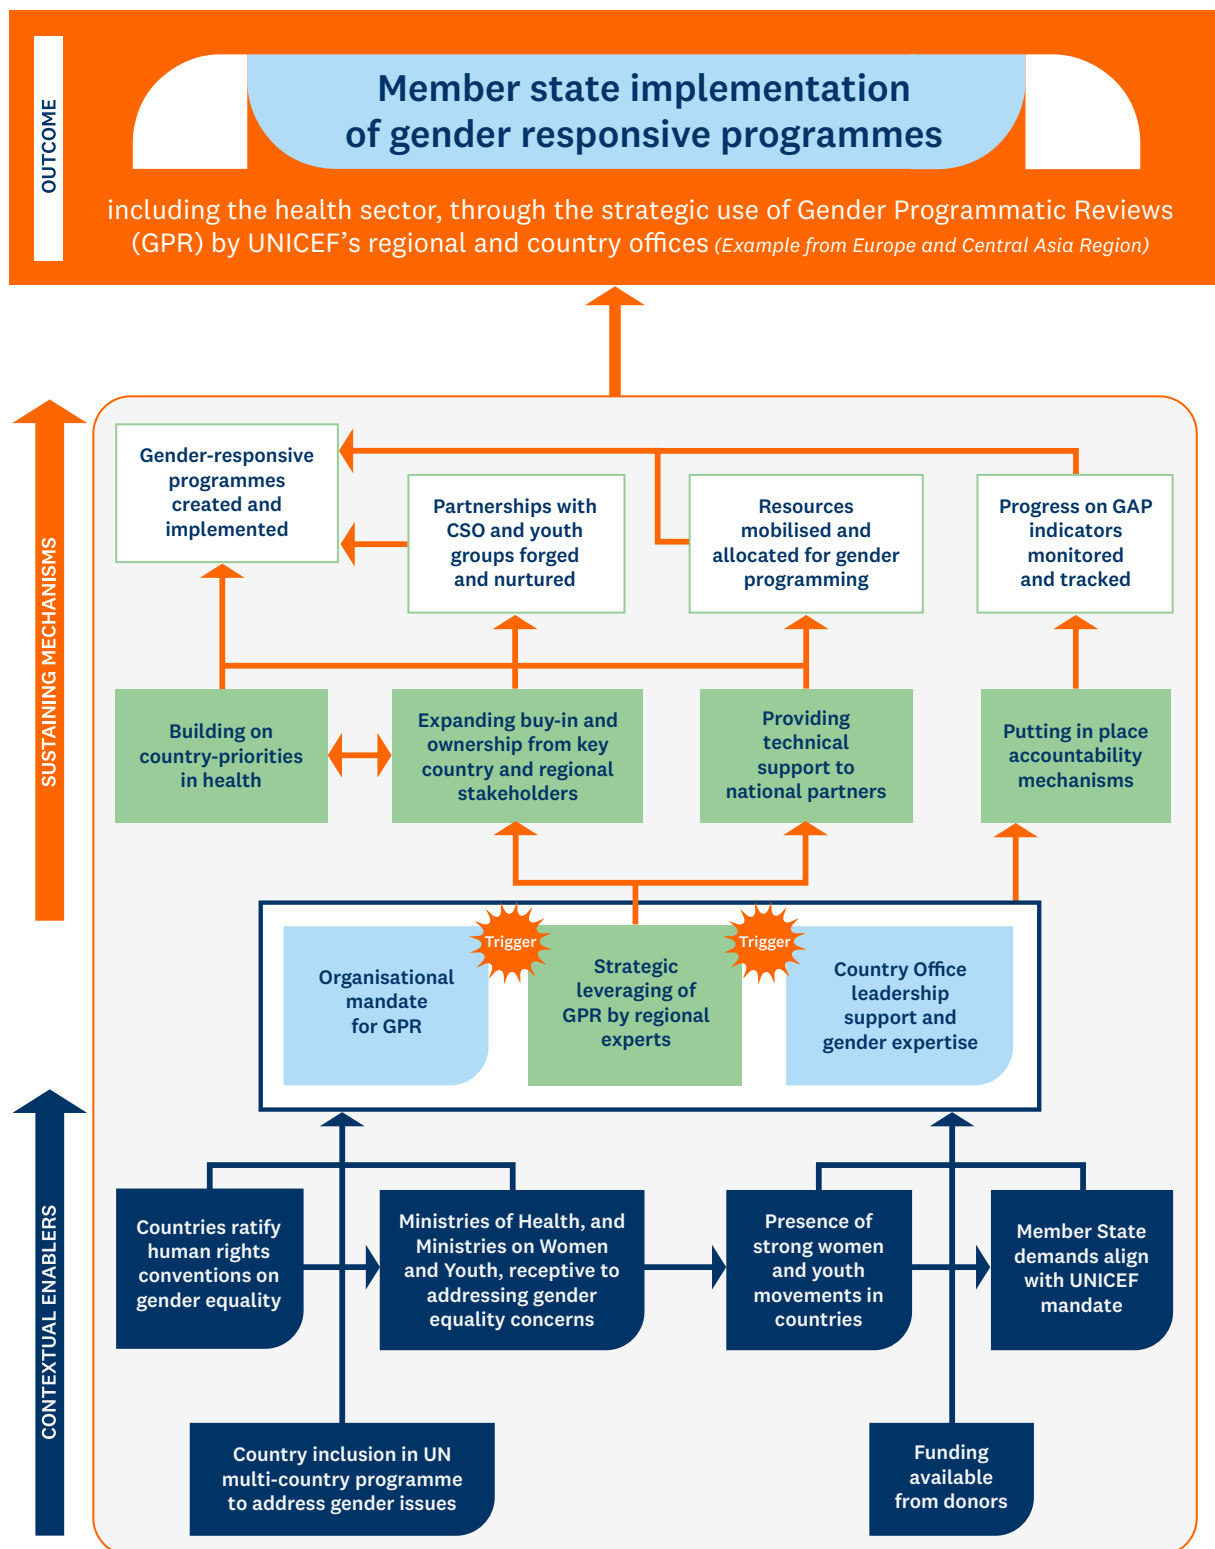 OUTCOME
Member state implementation
of gender responsive programmes
including the health sector, through the strategic use of Gender Programmatic Reviews
(GPR) by UNICEF’s regional and country offices (Example from Europe and Central Asia Region)
SUSTAINING MECHANISMS
Gender-responsive
programmes
created and
implemented
Partnerships with
CSO and youth
groups forged
and nurtured
Resources
mobilised and
allocated for gender
programming
Progress on GAP
indicators
monitored
and tracked
Building on
country-priorities
in health
Expanding buy-in and
ownership from key
country and regional
stakeholders
Providing
technical
support to
national partners
Putting in place
accountability
mechanisms
Organisational
mandate
for GPR
Trigger
Strategic
leveraging of
GPR by regional
experts
Trigger
Country Office
leadership
support and
gender expertise
CONTEXTUAL ENABLERS
Countries ratify
human rights
conventions on
gender equality
Ministries of Health, and
Ministries on Women
and Youth, receptive to
addressing gender
equality concerns
Presence of
strong women
and youth
movements in
countries
Member State
demands align
with UNICEF
mandate
Country inclusion in UN
multi-country programme
to address gender issues
Funding
available
from donors